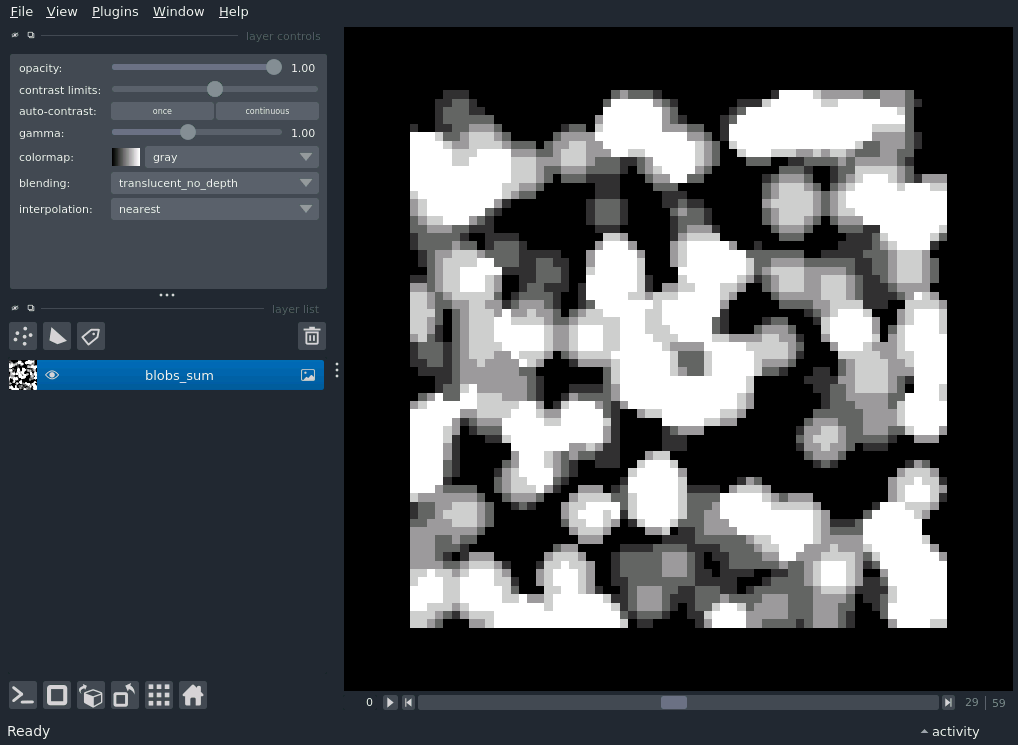 File View Plugins Window Help
layer controls
opacity: 1.00
contrast limits:
auto-contrast: once continuous
gamma: 1.00
colormap: gray
blending: translucent_no_depth
interpolation: nearest
layer list
blobs_sum
0 29 | 59
Ready activity